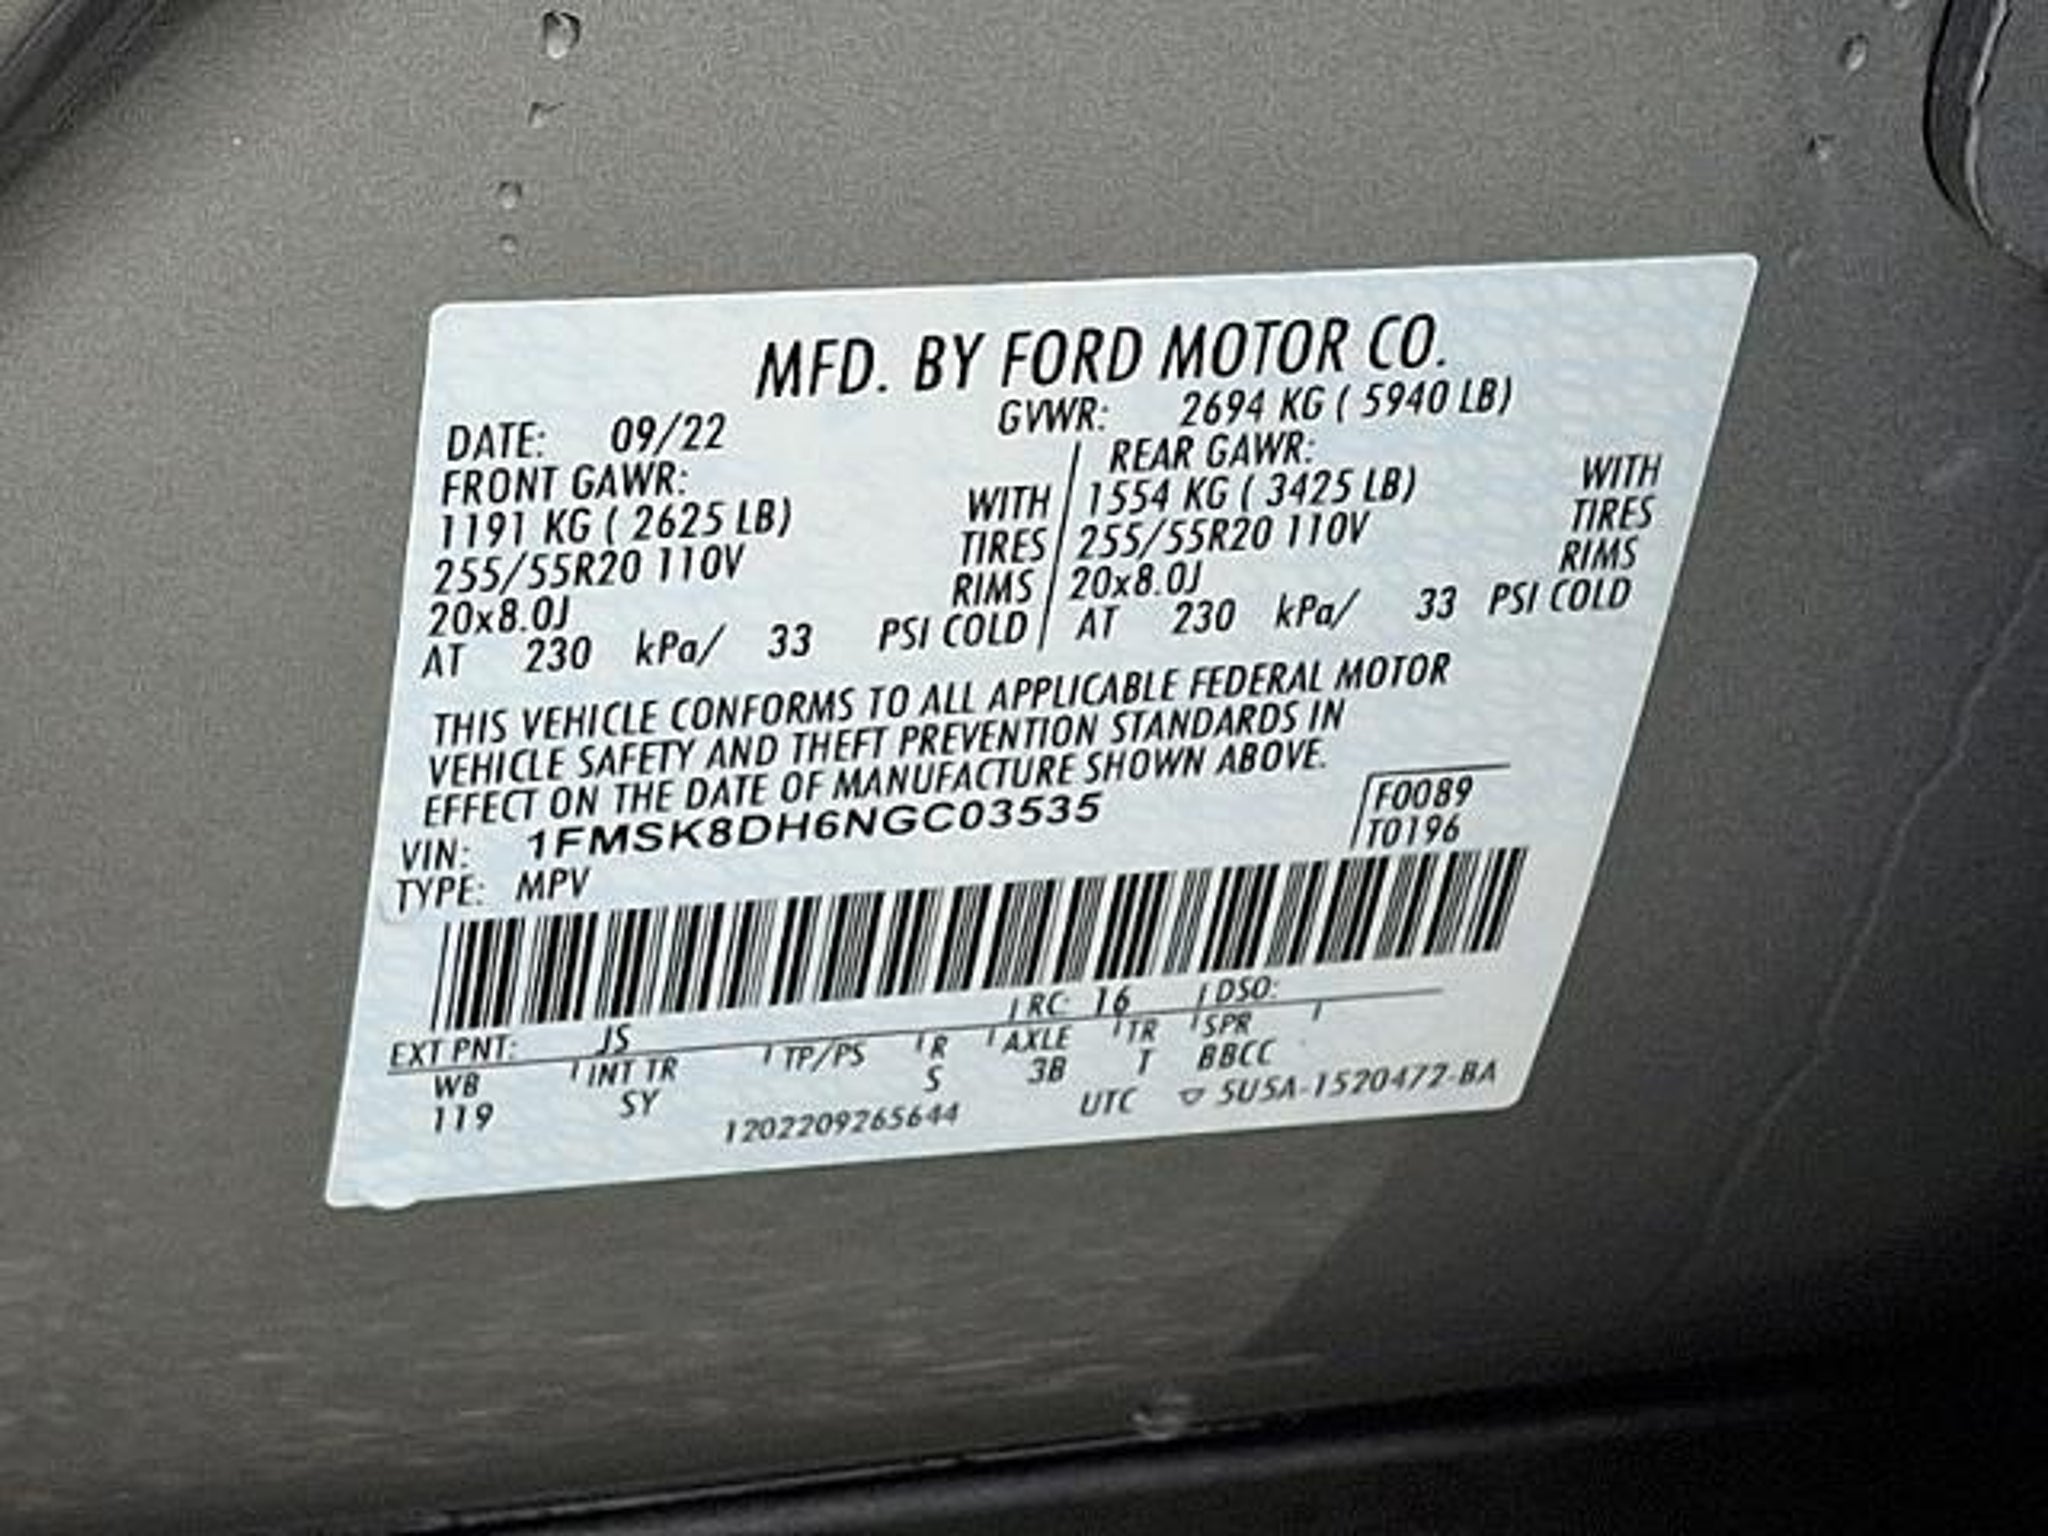 MFD. BY FORD MOTOR CO.
DATE: 09/22 GVWR: 2694 KG ( 5940 LB)
FRONT GAWR: REAR GAWR:
1191 KG ( 2625 LB) WITH 1554 KG ( 3425 LB) WITH
255/55R20 110V TIRES 255/55R20 110V TIRES
20x8.0J RIMS 20x8.0J RIMS
AT 230 kPa/ 33 PSI COLD AT 230 kPa/ 33 PSI COLD
THIS VEHICLE CONFORMS TO ALL APPLICABLE FEDERAL MOTOR
VEHICLE SAFETY AND THEFT PREVENTION STANDARDS IN
EFFECT ON THE DATE OF MANUFACTURE SHOWN ABOVE.
VIN: 1FMSK8DH6NGC03535 F0089
TYPE: MPV T0196
EXT PNT: JS RC: 16 DSO:
WB INT TR TP/PS R AXLE TR SPR
119 SY S 3B T BBCC
1202209265644 UTC ▽ 5U5A-1520472-BA